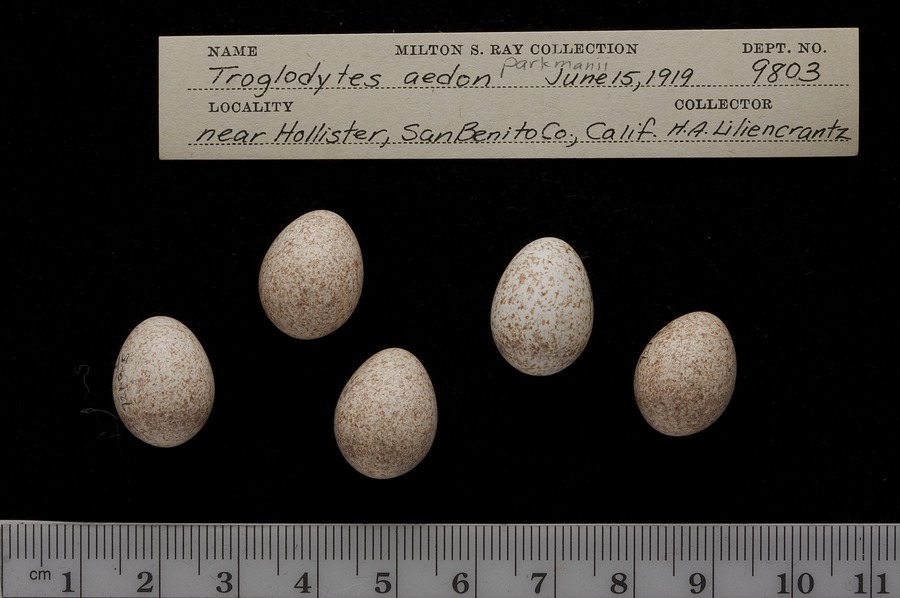 NAME MILTON S. RAY COLLECTION DEPT. NO.
Troglodytes aedon parkmanii June 15, 1919 9803
LOCALITY COLLECTOR
near Hollister, San Benito Co., Calif. H.A. Liliencrantz
cm 1 2 3 4 5 6 7 8 9 10 11